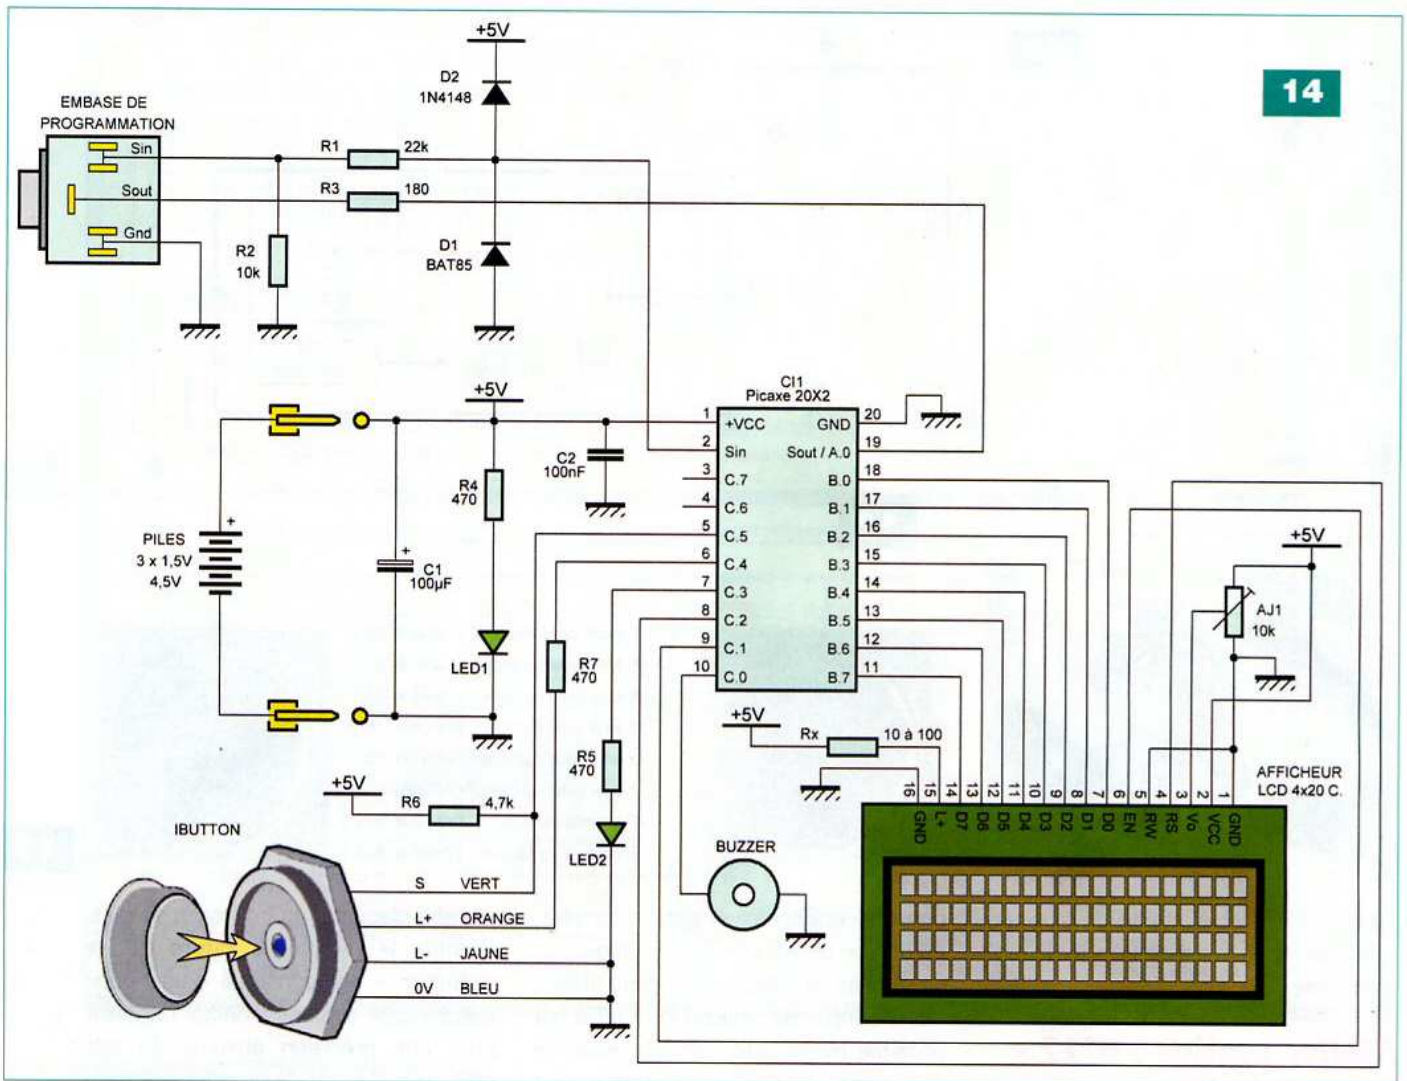 14
+5V
D2
1N4148
EMBASE DE
PROGRAMMATION
Sin
Sout
Gnd
R1
22k
R3
180
R2
10k
D1
BAT85
+5V
PILES
3 x 1,5V
4,5V
+
+
C1
100µF
R4
470
LED1
C2
100nF
CI1
Picaxe 20X2
1
+VCC
GND
20
2
Sin
Sout / A.0
19
3
C.7
B.0
18
4
C.6
B.1
17
5
C.5
B.2
16
6
C.4
B.3
15
7
C.3
B.4
14
8
C.2
B.5
13
9
C.1
B.6
12
10
C.0
B.7
11
R7
470
R5
470
LED2
+5V
R6
4,7k
IBUTTON
S VERT
L+ ORANGE
L- JAUNE
0V BLEU
+5V
Rx
10 à 100
BUZZER
+5V
AJ1
10k
AFFICHEUR
LCD 4x20 C.
16 15 14 13 12 11 10 9 8 7 6 5 4 3 2 1
GND L+ D7 D6 D5 D4 D3 D2 D1 D0 EN RW RS Vo VCC GND